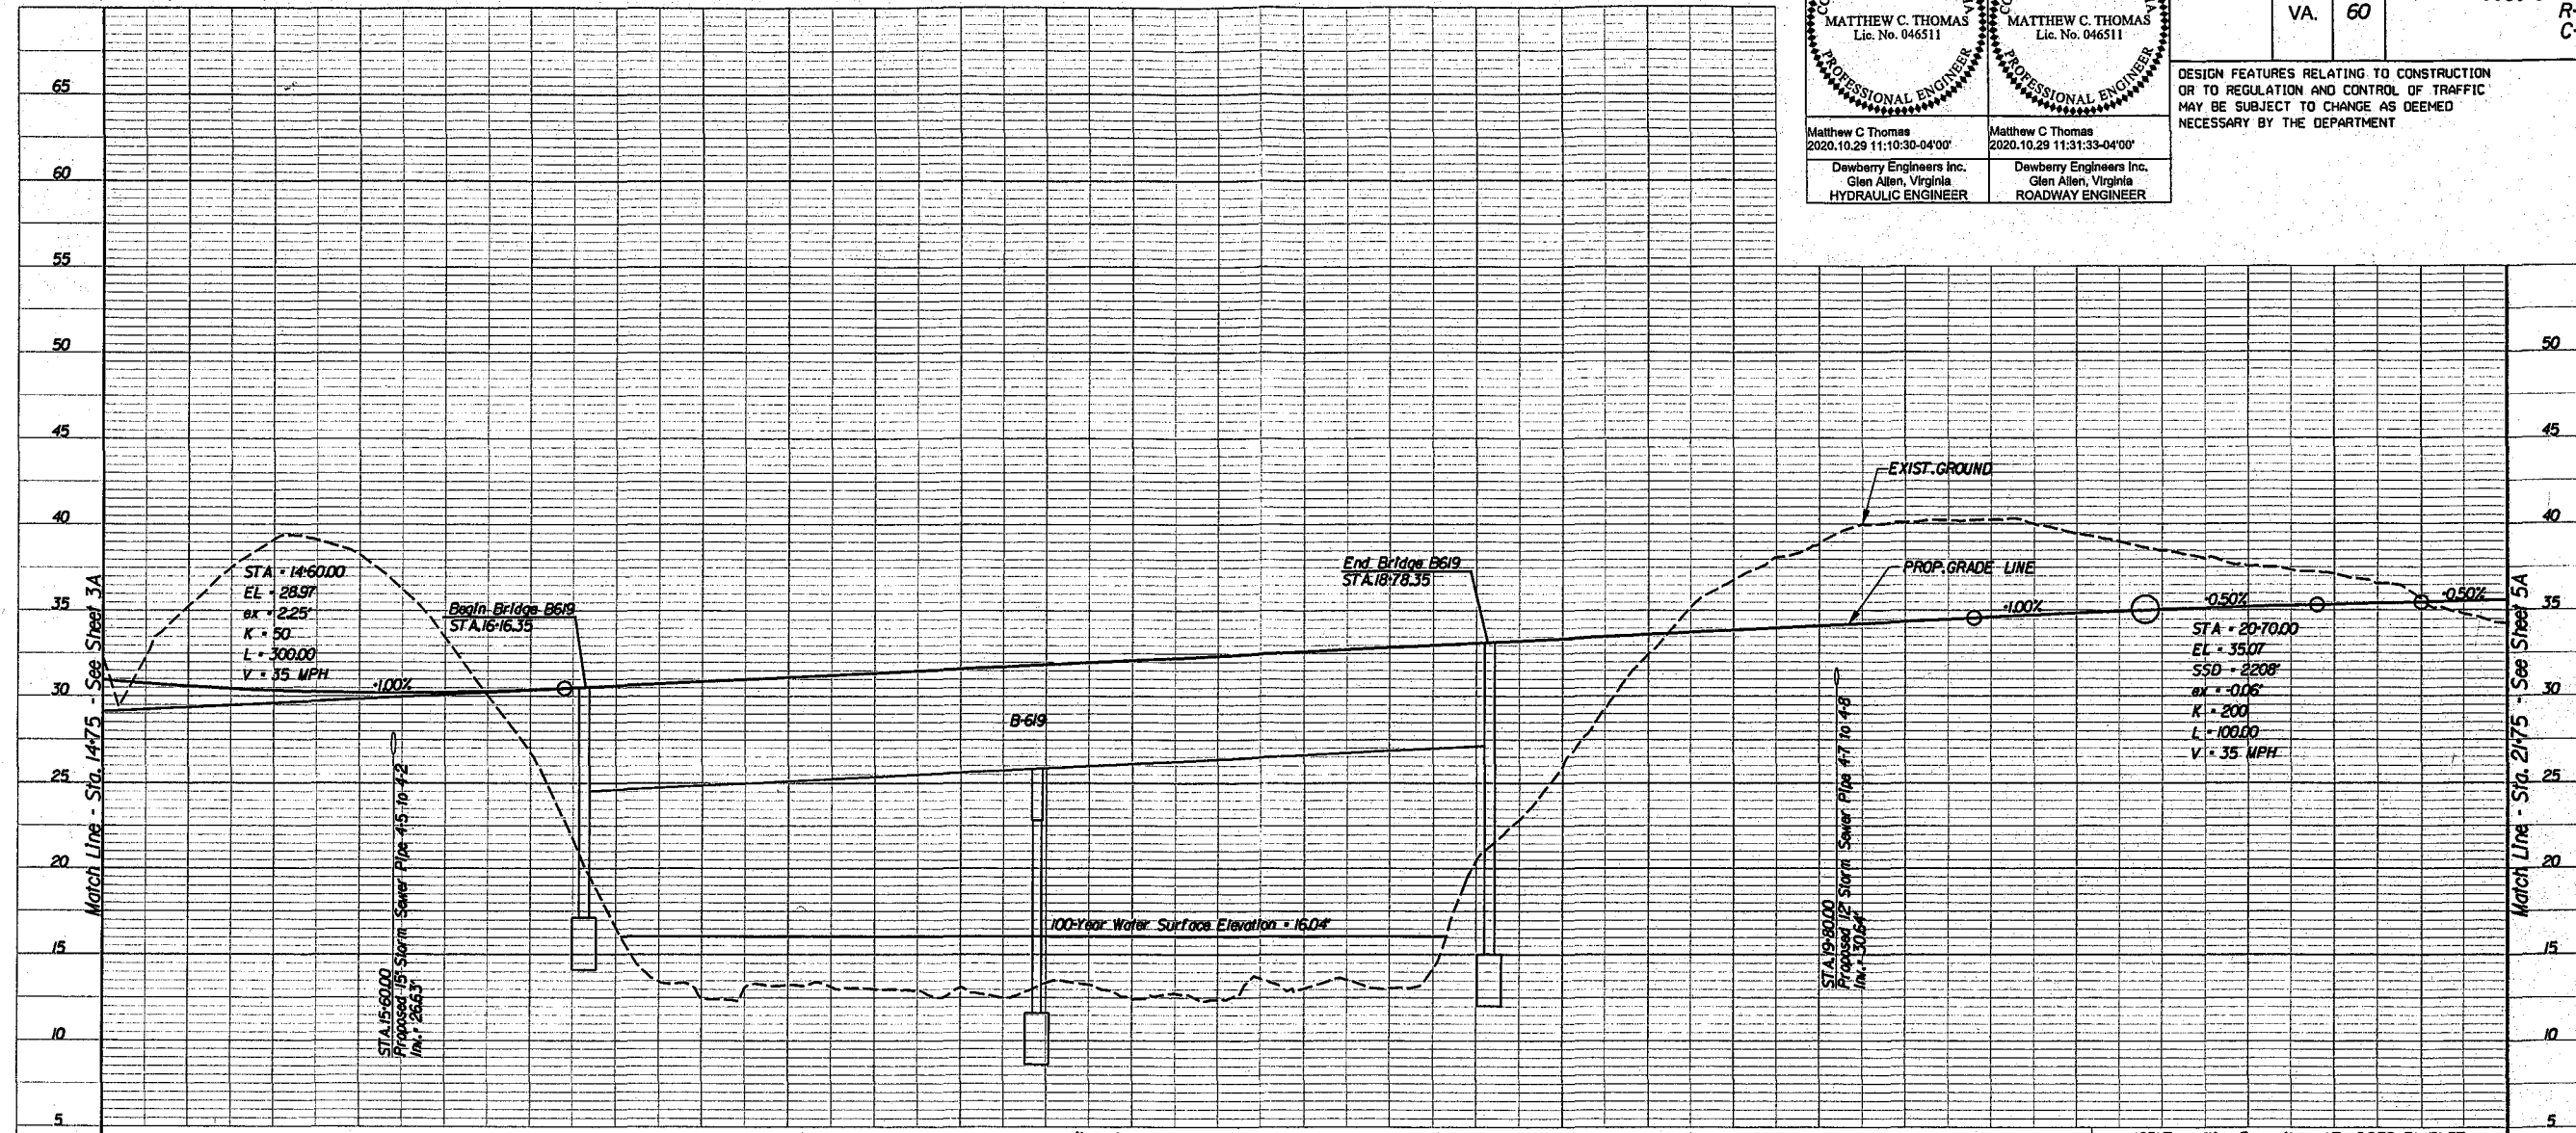 65
60
55
50
45
40
35
30
25
20
15
10
5
Match Line - Sta. 14+75 - See Sheet 3A
STA = 14+60.00
EL = 28.97
ex = 2.25'
K = 50
L = 300.00
V = 35 MPH
+1.00%
Begin Bridge B619
STA. 16+16.35
STA. 15+60.00
Proposed 15" Storm Sewer Pipe 4-5 to 4-2
Inv. = 26.63'
B-619
100-Year Water Surface Elevation = 16.04'
End Bridge B619
STA. 18+78.35
EXIST. GROUND
PROP. GRADE LINE
STA. 19+80.00
Proposed 12" Storm Sewer Pipe 4-7 to 4-8
Inv. = 30.64'
+1.00%
+0.50%
+0.50%
STA = 20+70.00
EL = 35.07
SSD = 2208'
ex = -0.06'
K = 200
L = 100.00
V = 35 MPH
Match Line - Sta. 21+75 - See Sheet 5A
50
45
40
35
30
25
20
15
10
5
MATTHEW C. THOMAS
Lic. No. 046511
PROFESSIONAL ENGINEER
Matthew C Thomas
2020.10.29 11:10:30-04'00'
Dewberry Engineers Inc.
Glen Allen, Virginia
HYDRAULIC ENGINEER
MATTHEW C. THOMAS
Lic. No. 046511
PROFESSIONAL ENGINEER
Matthew C Thomas
2020.10.29 11:31:33-04'00'
Dewberry Engineers Inc.
Glen Allen, Virginia
ROADWAY ENGINEER
VA. 60
R-
C-
DESIGN FEATURES RELATING TO CONSTRUCTION
OR TO REGULATION AND CONTROL OF TRAFFIC
MAY BE SUBJECT TO CHANGE AS DEEMED
NECESSARY BY THE DEPARTMENT